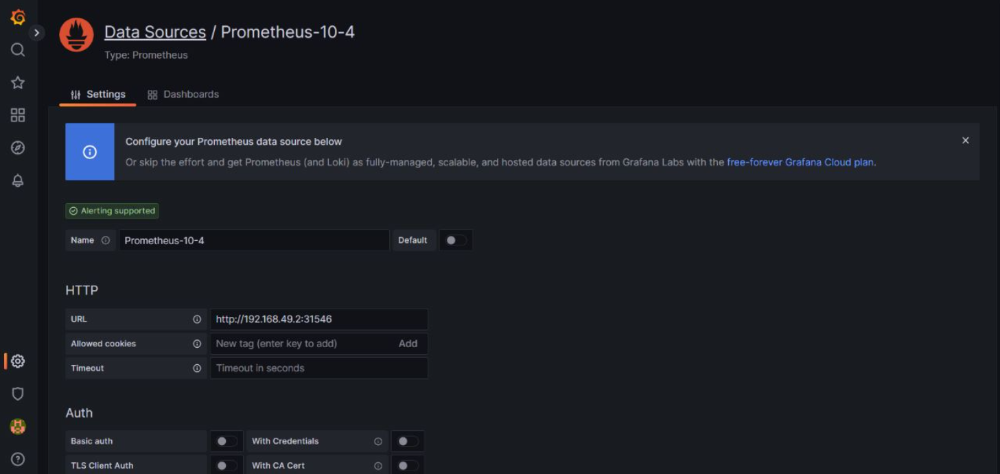 Data Sources / Prometheus-10-4
Type: Prometheus
Settings Dashboards
Configure your Prometheus data source below
Or skip the effort and get Prometheus (and Loki) as fully-managed, scalable, and hosted data sources from Grafana Labs with the free-forever Grafana Cloud plan.
Alerting supported
Name Prometheus-10-4 Default
HTTP
URL http://192.168.49.2:31546
Allowed cookies New tag (enter key to add) Add
Timeout Timeout in seconds
Auth
Basic auth With Credentials
TLS Client Auth With CA Cert